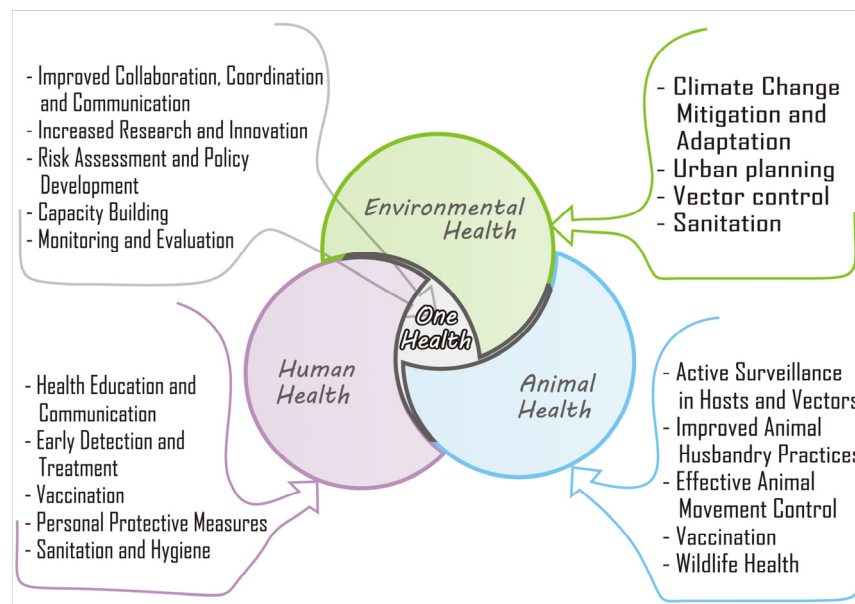 - Improved Collaboration, Coordination
and Communication
- Increased Research and Innovation
- Risk Assessment and Policy
Development
- Capacity Building
- Monitoring and Evaluation
- Climate Change
Mitigation and
Adaptation
- Urban planning
- Vector control
- Sanitation
Environmental
Health
One
Health
Human
Health
Animal
Health
- Health Education and
Communication
- Early Detection and
Treatment
- Vaccination
- Personal Protective Measures
- Sanitation and Hygiene
- Active Surveillance
in Hosts and Vectors
- Improved Animal
Husbandry Practices
- Effective Animal
Movement Control
- Vaccination
- Wildlife Health